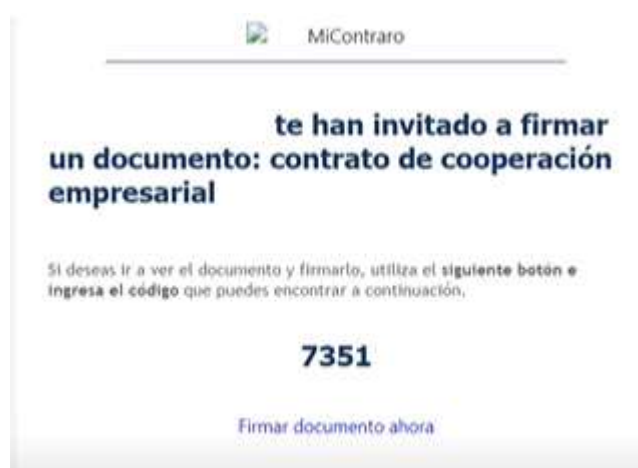 MiContraro
te han invitado a firmar
un documento: contrato de cooperación
empresarial
Si deseas ir a ver el documento y firmarlo, utiliza el siguiente botón e
ingresa el código que puedes encontrar a continuación.
7351
Firmar documento ahora